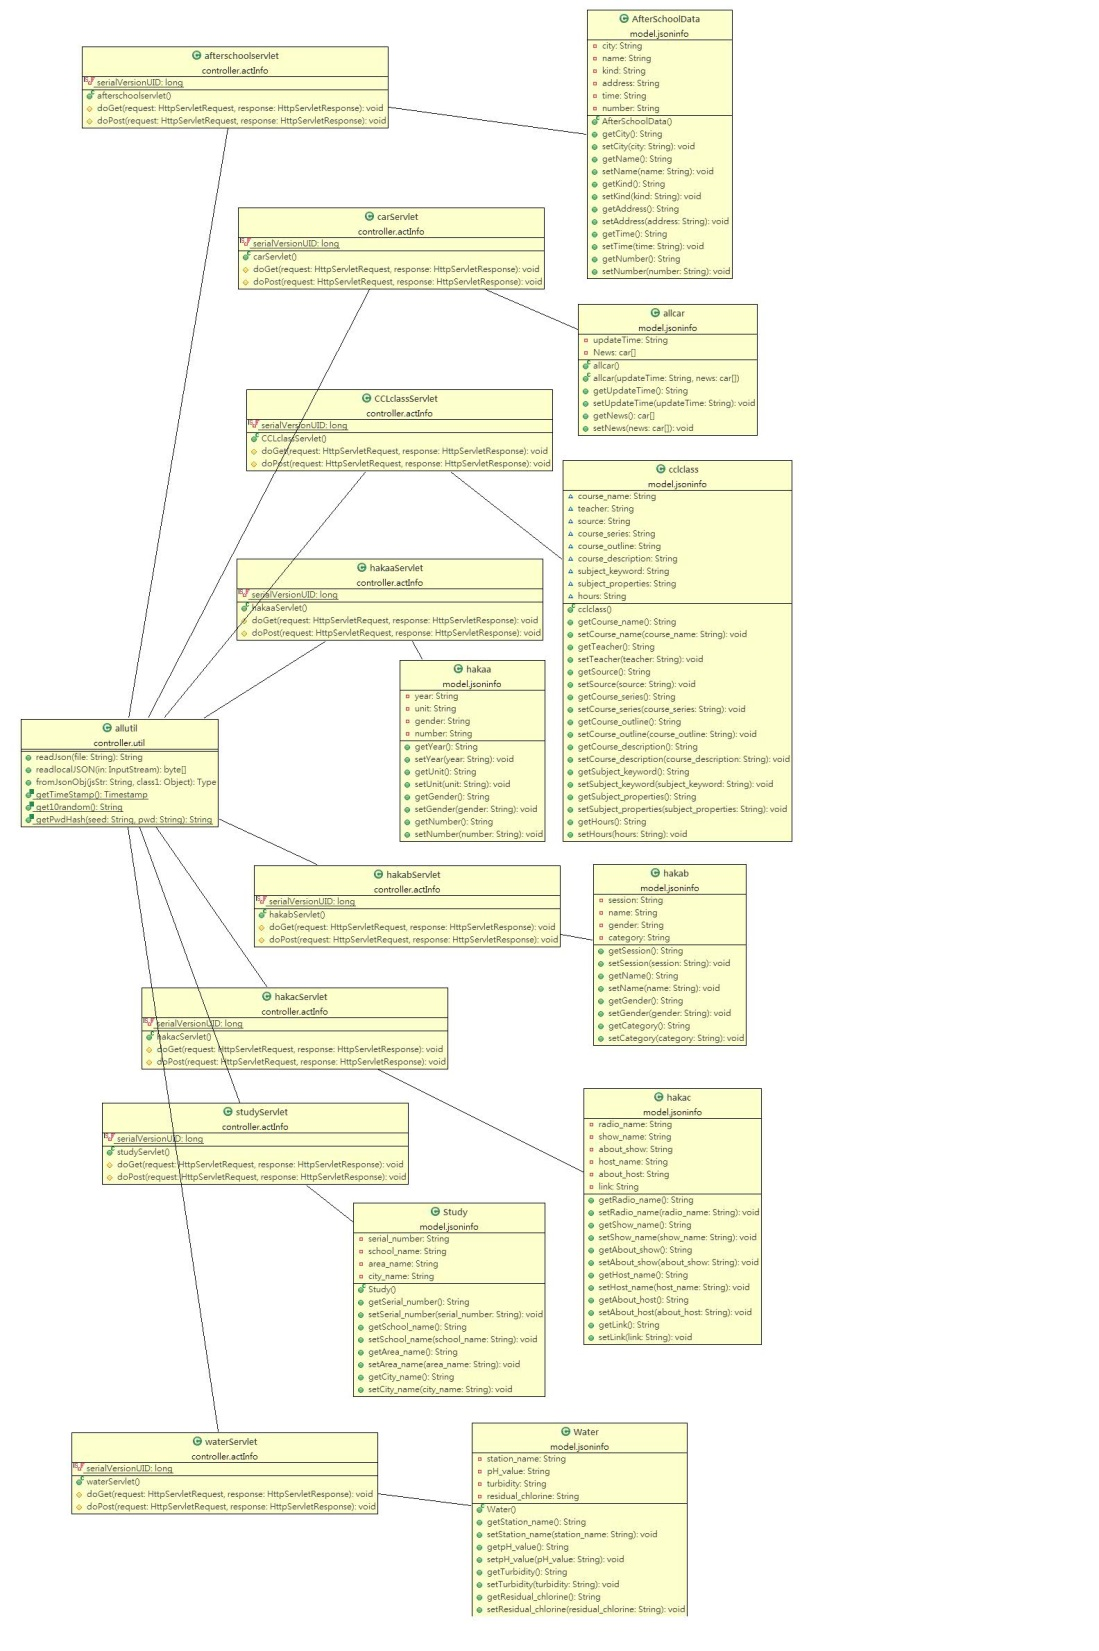 AfterSchoolData
model.jsoninfo
city: String
name: String
kind: String
address: String
time: String
number: String
AfterSchoolData()
getCity(): String
setCity(city: String): void
getName(): String
setName(name: String): void
getKind(): String
setKind(kind: String): void
getAddress(): String
setAddress(address: String): void
getTime(): String
setTime(time: String): void
getNumber(): String
setNumber(number: String): void
afterschoolservlet
controller.actInfo
serialVersionUID: long
afterschoolservlet()
doGet(request: HttpServletRequest, response: HttpServletResponse): void
doPost(request: HttpServletRequest, response: HttpServletResponse): void
carServlet
controller.actInfo
serialVersionUID: long
carServlet()
doGet(request: HttpServletRequest, response: HttpServletResponse): void
doPost(request: HttpServletRequest, response: HttpServletResponse): void
allcar
model.jsoninfo
updateTime: String
News: car[]
allcar()
allcar(updateTime: String, news: car[])
getUpdateTime(): String
setUpdateTime(updateTime: String): void
getNews(): car[]
setNews(news: car[]): void
CCLclassServlet
controller.actInfo
serialVersionUID: long
CCLclassServlet()
doGet(request: HttpServletRequest, response: HttpServletResponse): void
doPost(request: HttpServletRequest, response: HttpServletResponse): void
cclclass
model.jsoninfo
course_name: String
teacher: String
source: String
course_series: String
course_outline: String
course_description: String
subject_keyword: String
subject_properties: String
hours: String
cclclass()
getCourse_name(): String
setCourse_name(course_name: String): void
getTeacher(): String
setTeacher(teacher: String): void
getSource(): String
setSource(source: String): void
getCourse_series(): String
setCourse_series(course_series: String): void
getCourse_outline(): String
setCourse_outline(course_outline: String): void
getCourse_description(): String
setCourse_description(course_description: String): void
getSubject_keyword(): String
setSubject_keyword(subject_keyword: String): void
getSubject_properties(): String
setSubject_properties(subject_properties: String): void
getHours(): String
setHours(hours: String): void
hakaaServlet
controller.actInfo
serialVersionUID: long
hakaaServlet()
doGet(request: HttpServletRequest, response: HttpServletResponse): void
doPost(request: HttpServletRequest, response: HttpServletResponse): void
hakaa
model.jsoninfo
year: String
unit: String
gender: String
number: String
getYear(): String
setYear(year: String): void
getUnit(): String
setUnit(unit: String): void
getGender(): String
setGender(gender: String): void
getNumber(): String
setNumber(number: String): void
allutil
controller.util
readJson(file: String): String
readlocalJSON(in: InputStream): byte[]
fromJsonObj(jsStr: String, class1: Object): Type
getTimeStamp(): Timestamp
get10random(): String
getPwdHash(seed: String, pwd: String): String
hakabServlet
controller.actInfo
serialVersionUID: long
hakabServlet()
doGet(request: HttpServletRequest, response: HttpServletResponse): void
doPost(request: HttpServletRequest, response: HttpServletResponse): void
hakab
model.jsoninfo
session: String
name: String
gender: String
category: String
getSession(): String
setSession(session: String): void
getName(): String
setName(name: String): void
getGender(): String
setGender(gender: String): void
getCategory(): String
setCategory(category: String): void
hakacServlet
controller.actInfo
serialVersionUID: long
hakacServlet()
doGet(request: HttpServletRequest, response: HttpServletResponse): void
doPost(request: HttpServletRequest, response: HttpServletResponse): void
hakac
model.jsoninfo
radio_name: String
show_name: String
about_show: String
host_name: String
about_host: String
link: String
getRadio_name(): String
setRadio_name(radio_name: String): void
getShow_name(): String
setShow_name(show_name: String): void
getAbout_show(): String
setAbout_show(about_show: String): void
getHost_name(): String
setHost_name(host_name: String): void
getAbout_host(): String
setAbout_host(about_host: String): void
getLink(): String
setLink(link: String): void
studyServlet
controller.actInfo
serialVersionUID: long
studyServlet()
doGet(request: HttpServletRequest, response: HttpServletResponse): void
doPost(request: HttpServletRequest, response: HttpServletResponse): void
Study
model.jsoninfo
serial_number: String
school_name: String
area_name: String
city_name: String
Study()
getSerial_number(): String
setSerial_number(serial_number: String): void
getSchool_name(): String
setSchool_name(school_name: String): void
getArea_name(): String
setArea_name(area_name: String): void
getCity_name(): String
setCity_name(city_name: String): void
waterServlet
controller.actInfo
serialVersionUID: long
waterServlet()
doGet(request: HttpServletRequest, response: HttpServletResponse): void
doPost(request: HttpServletRequest, response: HttpServletResponse): void
Water
model.jsoninfo
station_name: String
pH_value: String
turbidity: String
residual_chlorine: String
Water()
getStation_name(): String
setStation_name(station_name: String): void
getpH_value(): String
setpH_value(pH_value: String): void
getTurbidity(): String
setTurbidity(turbidity: String): void
getResidual_chlorine(): String
setResidual_chlorine(residual_chlorine: String): void